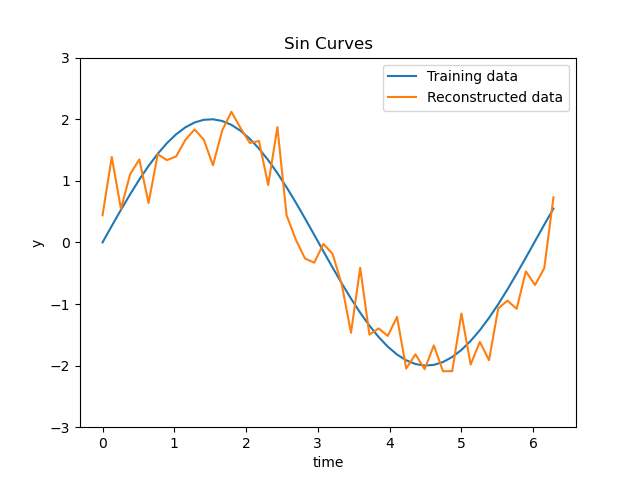 Sin Curves
Training data
Reconstructed data
3
2
1
0
−1
−2
−3
y
0 1 2 3 4 5 6
time